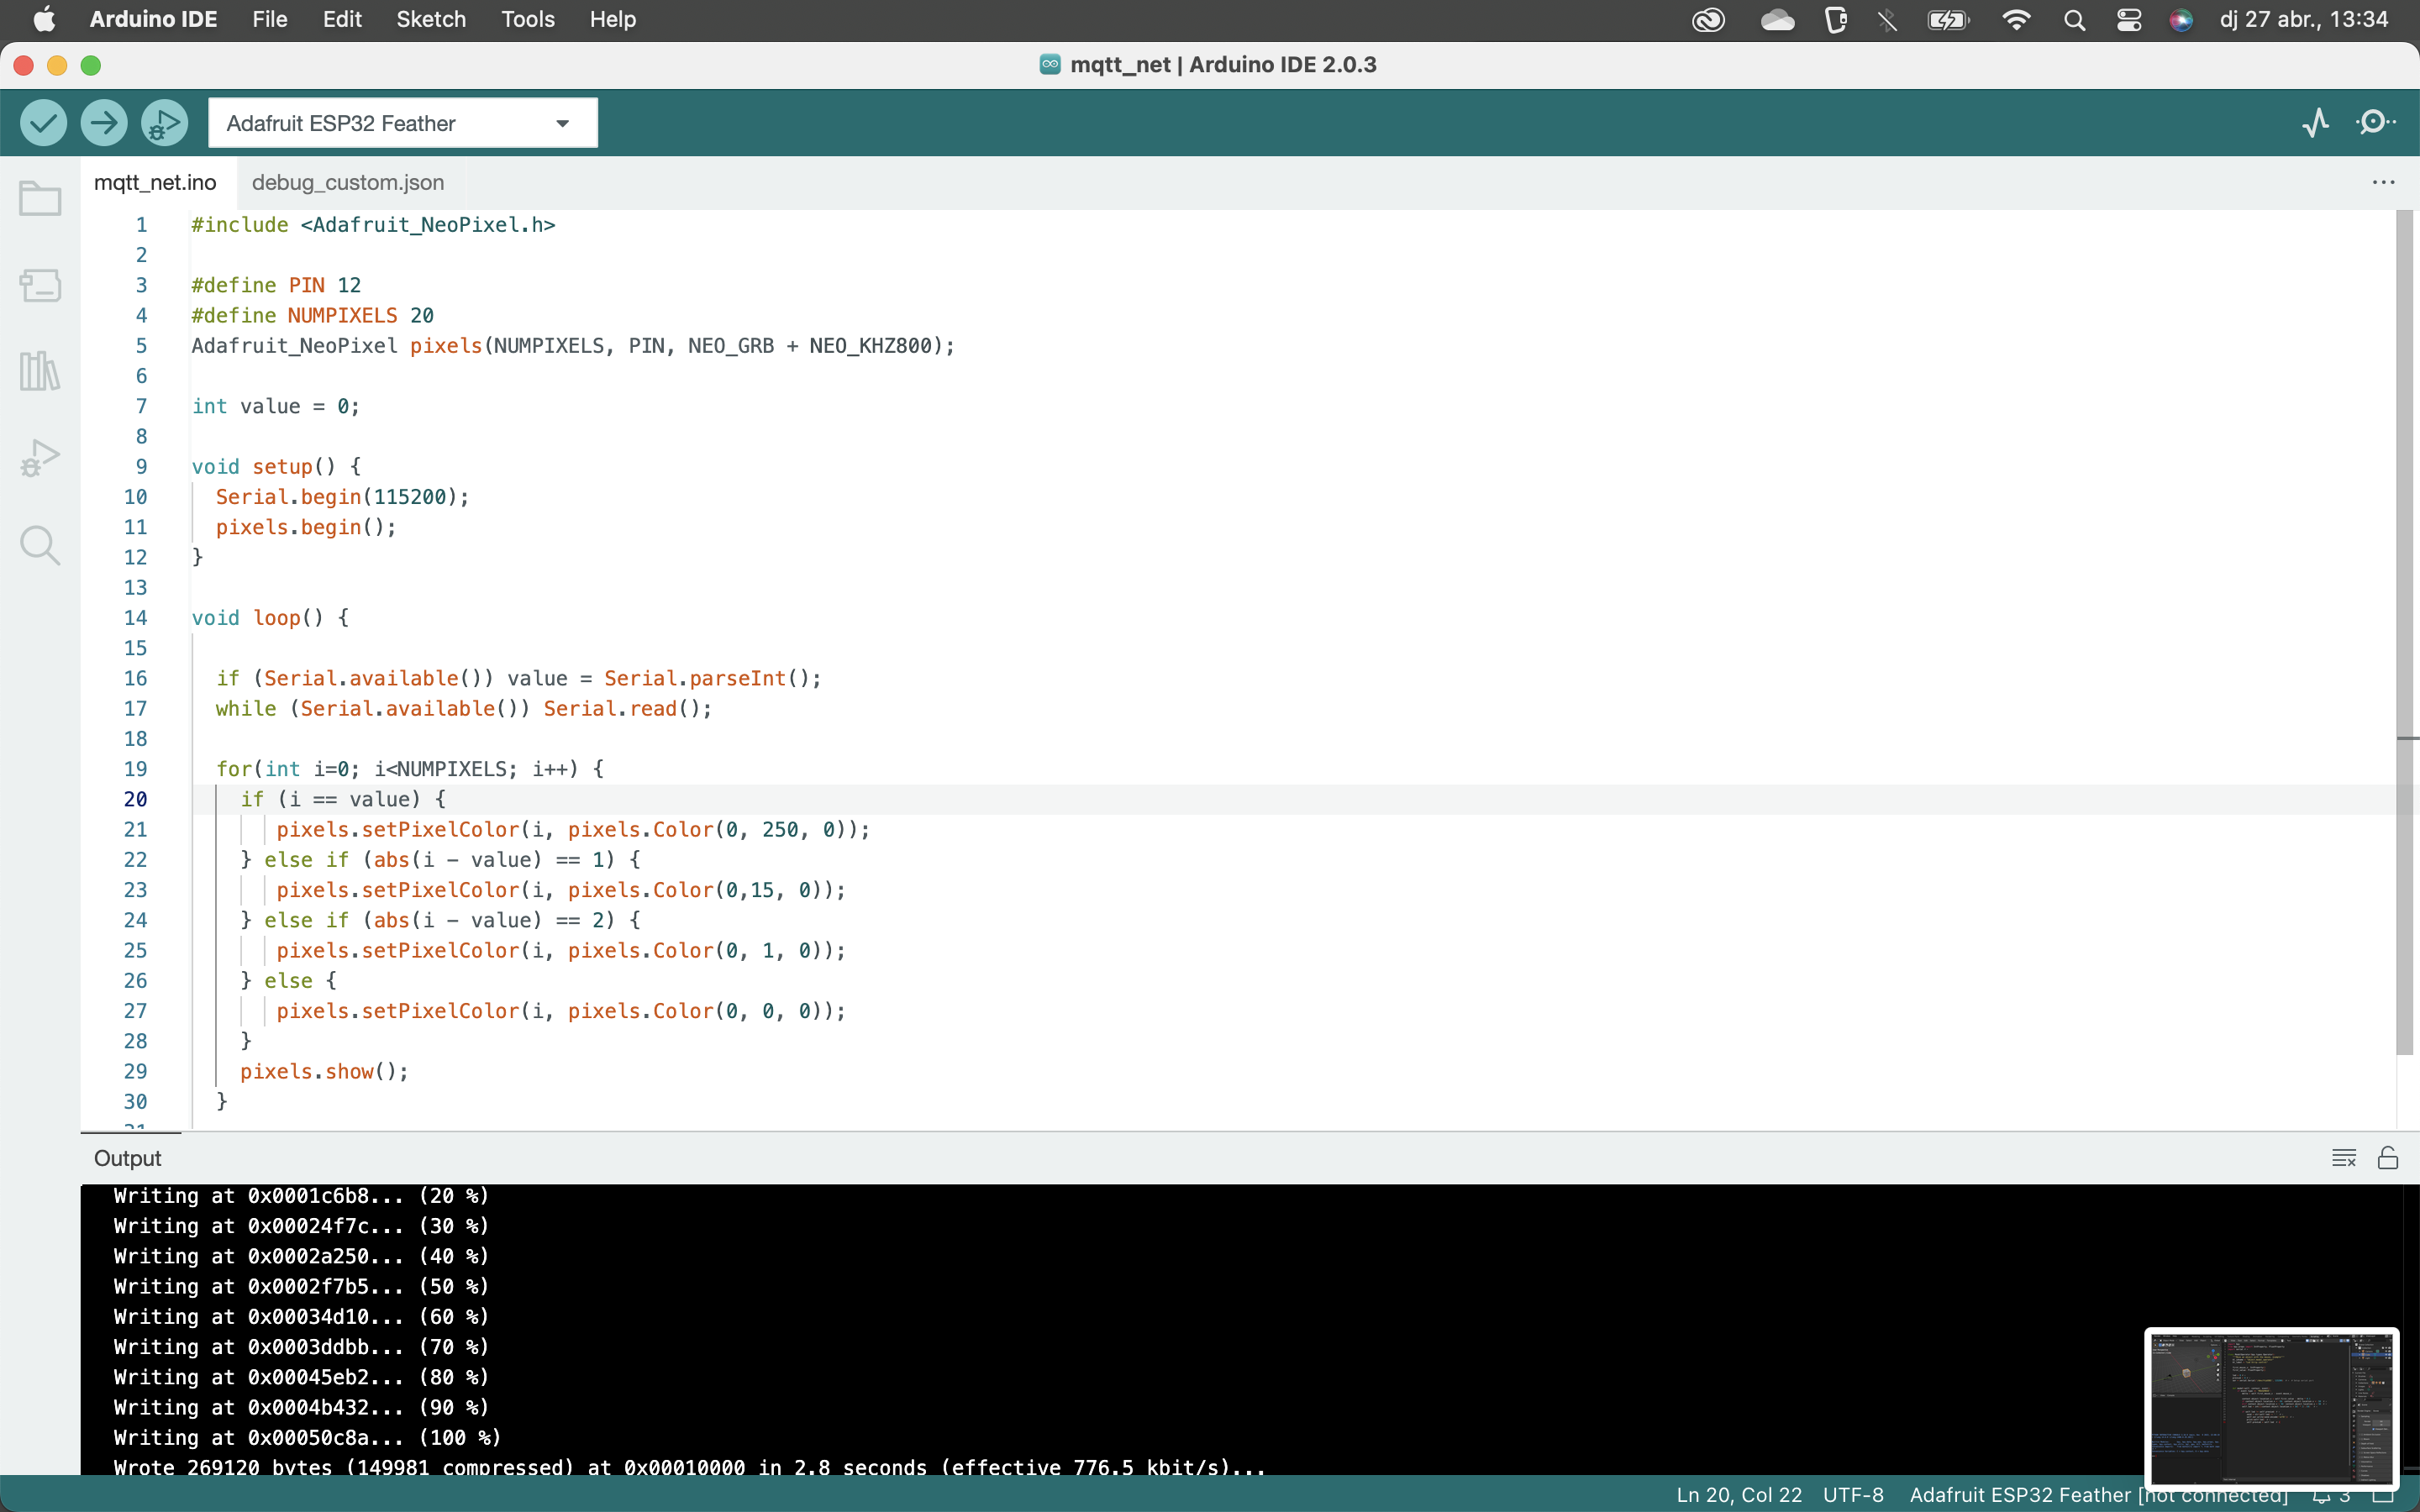 Arduino IDE File Edit Sketch Tools Help dj 27 abr., 13:34
mqtt_net | Arduino IDE 2.0.3
Adafruit ESP32 Feather
mqtt_net.ino debug_custom.json
1 #include <Adafruit_NeoPixel.h>
2
3 #define PIN 12
4 #define NUMPIXELS 20
5 Adafruit_NeoPixel pixels(NUMPIXELS, PIN, NEO_GRB + NEO_KHZ800);
6
7 int value = 0;
8
9 void setup() {
10 Serial.begin(115200);
11 pixels.begin();
12 }
13
14 void loop() {
15
16 if (Serial.available()) value = Serial.parseInt();
17 while (Serial.available()) Serial.read();
18
19 for(int i=0; i<NUMPIXELS; i++) {
20 if (i == value) {
21 pixels.setPixelColor(i, pixels.Color(0, 250, 0));
22 } else if (abs(i - value) == 1) {
23 pixels.setPixelColor(i, pixels.Color(0,15, 0));
24 } else if (abs(i - value) == 2) {
25 pixels.setPixelColor(i, pixels.Color(0, 1, 0));
26 } else {
27 pixels.setPixelColor(i, pixels.Color(0, 0, 0));
28 }
29 pixels.show();
30 }
31
Output
Writing at 0x0001c6b8... (20 %)
Writing at 0x00024f7c... (30 %)
Writing at 0x0002a250... (40 %)
Writing at 0x0002f7b5... (50 %)
Writing at 0x00034d10... (60 %)
Writing at 0x0003ddbb... (70 %)
Writing at 0x00045eb2... (80 %)
Writing at 0x0004b432... (90 %)
Writing at 0x00050c8a... (100 %)
Wrote 269120 bytes (149981 compressed) at 0x00010000 in 2.8 seconds (effective 776.5 kbit/s)...
Ln 20, Col 22 UTF-8 Adafruit ESP32 Feather [not connected] 3